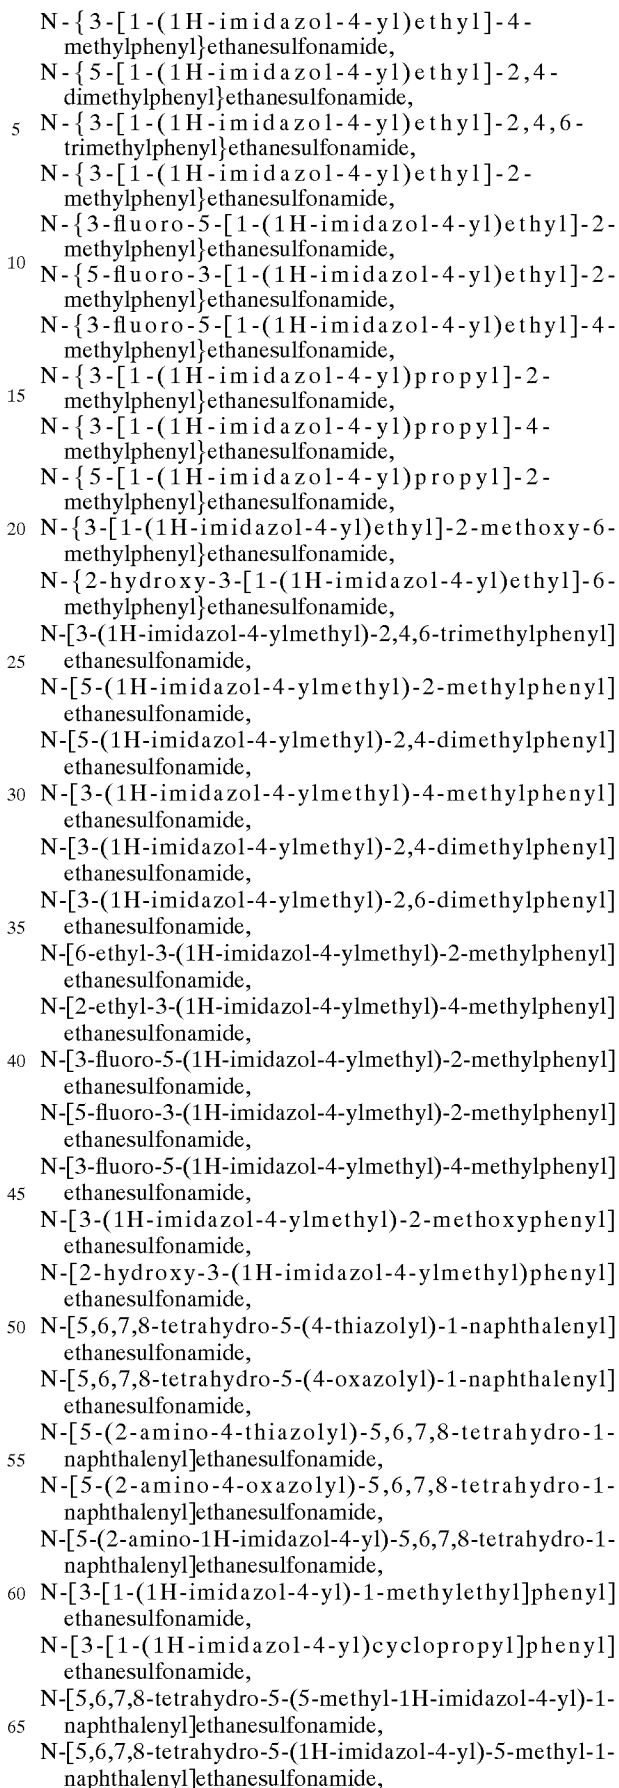 N-{3-[1-(1H-imidazol-4-yl)ethyl]-4-
methylphenyl}ethanesulfonamide,
N-{5-[1-(1H-imidazol-4-yl)ethyl]-2,4-
dimethylphenyl}ethanesulfonamide,
5 N-{3-[1-(1H-imidazol-4-yl)ethyl]-2,4,6-
trimethylphenyl}ethanesulfonamide,
N-{3-[1-(1H-imidazol-4-yl)ethyl]-2-
methylphenyl}ethanesulfonamide,
N-{3-fluoro-5-[1-(1H-imidazol-4-yl)ethyl]-2-
10 methylphenyl}ethanesulfonamide,
N-{5-fluoro-3-[1-(1H-imidazol-4-yl)ethyl]-2-
methylphenyl}ethanesulfonamide,
N-{3-fluoro-5-[1-(1H-imidazol-4-yl)ethyl]-4-
methylphenyl}ethanesulfonamide,
N-{3-[1-(1H-imidazol-4-yl)propyl]-2-
15 methylphenyl}ethanesulfonamide,
N-{3-[1-(1H-imidazol-4-yl)propyl]-4-
methylphenyl}ethanesulfonamide,
N-{5-[1-(1H-imidazol-4-yl)propyl]-2-
methylphenyl}ethanesulfonamide,
20 N-{3-[1-(1H-imidazol-4-yl)ethyl]-2-methoxy-6-
methylphenyl}ethanesulfonamide,
N-{2-hydroxy-3-[1-(1H-imidazol-4-yl)ethyl]-6-
methylphenyl}ethanesulfonamide,
N-[3-(1H-imidazol-4-ylmethyl)-2,4,6-trimethylphenyl]
25 ethanesulfonamide,
N-[5-(1H-imidazol-4-ylmethyl)-2-methylphenyl]
ethanesulfonamide,
N-[5-(1H-imidazol-4-ylmethyl)-2,4-dimethylphenyl]
ethanesulfonamide,
30 N-[3-(1H-imidazol-4-ylmethyl)-4-methylphenyl]
ethanesulfonamide,
N-[3-(1H-imidazol-4-ylmethyl)-2,4-dimethylphenyl]
ethanesulfonamide,
N-[3-(1H-imidazol-4-ylmethyl)-2,6-dimethylphenyl]
35 ethanesulfonamide,
N-[6-ethyl-3-(1H-imidazol-4-ylmethyl)-2-methylphenyl]
ethanesulfonamide,
N-[2-ethyl-3-(1H-imidazol-4-ylmethyl)-4-methylphenyl]
ethanesulfonamide,
40 N-[3-fluoro-5-(1H-imidazol-4-ylmethyl)-2-methylphenyl]
ethanesulfonamide,
N-[5-fluoro-3-(1H-imidazol-4-ylmethyl)-2-methylphenyl]
ethanesulfonamide,
N-[3-fluoro-5-(1H-imidazol-4-ylmethyl)-4-methylphenyl]
45 ethanesulfonamide,
N-[3-(1H-imidazol-4-ylmethyl)-2-methoxyphenyl]
ethanesulfonamide,
N-[2-hydroxy-3-(1H-imidazol-4-ylmethyl)phenyl]
ethanesulfonamide,
50 N-[5,6,7,8-tetrahydro-5-(4-thiazolyl)-1-naphthalenyl]
ethanesulfonamide,
N-[5,6,7,8-tetrahydro-5-(4-oxazolyl)-1-naphthalenyl]
ethanesulfonamide,
N-[5-(2-amino-4-thiazolyl)-5,6,7,8-tetrahydro-1-
55 naphthalenyl]ethanesulfonamide,
N-[5-(2-amino-4-oxazolyl)-5,6,7,8-tetrahydro-1-
naphthalenyl]ethanesulfonamide,
N-[5-(2-amino-1H-imidazol-4-yl)-5,6,7,8-tetrahydro-1-
naphthalenyl]ethanesulfonamide,
60 N-[3-[1-(1H-imidazol-4-yl)-1-methylethyl]phenyl]
ethanesulfonamide,
N-[3-[1-(1H-imidazol-4-yl)cyclopropyl]phenyl]
ethanesulfonamide,
N-[5,6,7,8-tetrahydro-5-(5-methyl-1H-imidazol-4-yl)-1-
65 naphthalenyl]ethanesulfonamide,
N-[5,6,7,8-tetrahydro-5-(1H-imidazol-4-yl)-5-methyl-1-
naphthalenyl]ethanesulfonamide,